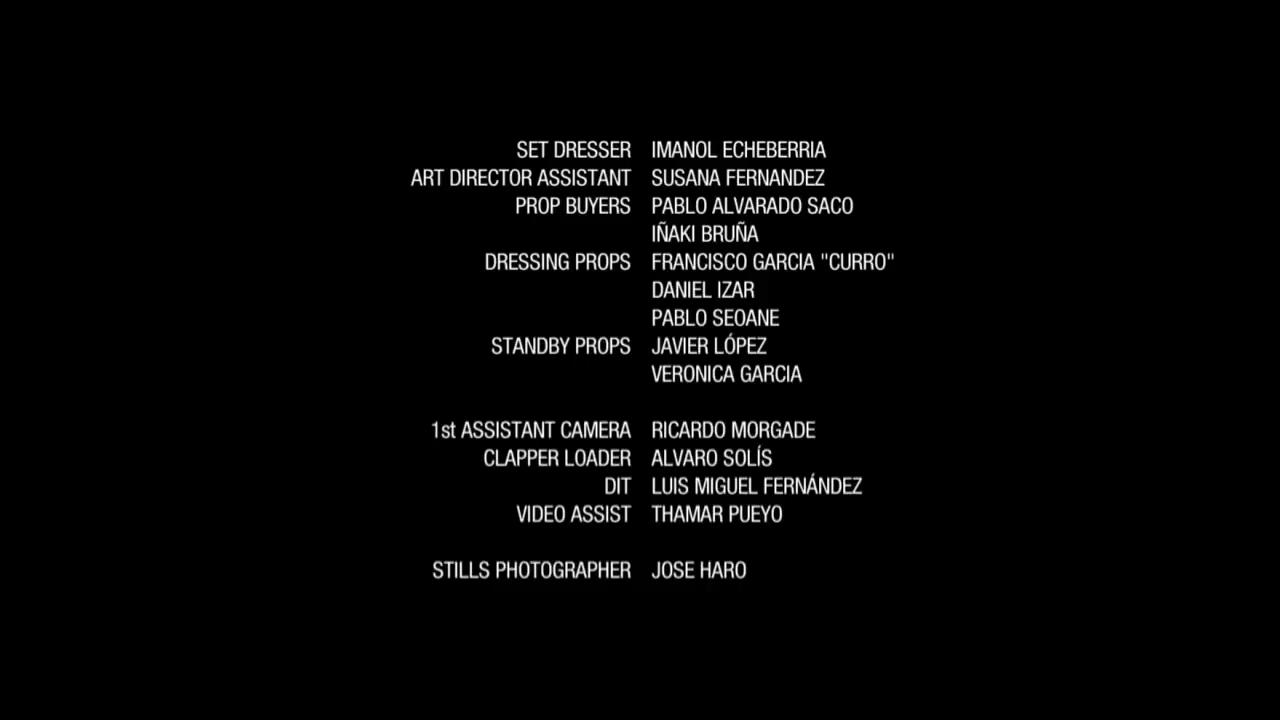 SET DRESSER IMANOL ECHEBERRIA
ART DIRECTOR ASSISTANT SUSANA FERNANDEZ
PROP BUYERS PABLO ALVARADO SACO
IÑAKI BRUÑA
DRESSING PROPS FRANCISCO GARCIA "CURRO"
DANIEL IZAR
PABLO SEOANE
STANDBY PROPS JAVIER LÓPEZ
VERONICA GARCIA
1st ASSISTANT CAMERA RICARDO MORGADE
CLAPPER LOADER ALVARO SOLÍS
DIT LUIS MIGUEL FERNÁNDEZ
VIDEO ASSIST THAMAR PUEYO
STILLS PHOTOGRAPHER JOSE HARO